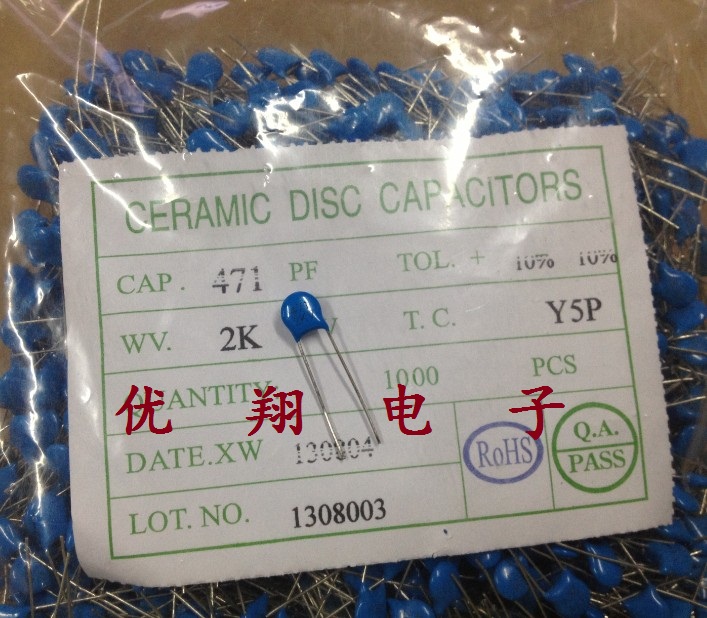 CERAMIC DISC CAPACITORS
CAP. 471 PF TOL. + 10% 10%
WV. 2K V T.C. Y5P
QUANTITY 1000 PCS
优翔电子
DATE.XW 130804
RoHS
Q.A.
PASS
LOT. NO. 1308003